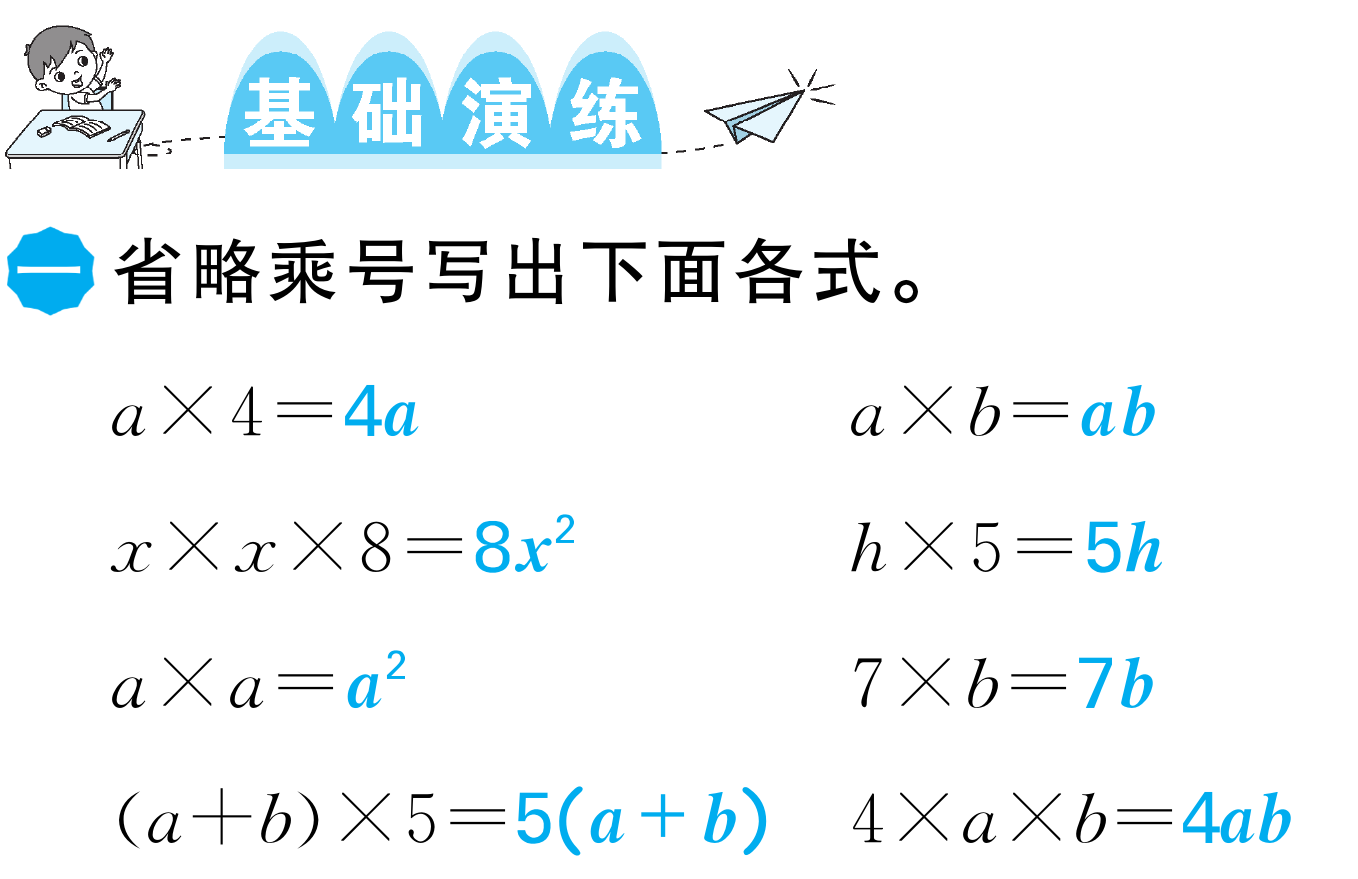 基础演练
一 省略乘号写出下面各式。
a×4=4a a×b=ab
x×x×8=8x² h×5=5h
a×a=a² 7×b=7b
(a+b)×5=5(a+b) 4×a×b=4ab